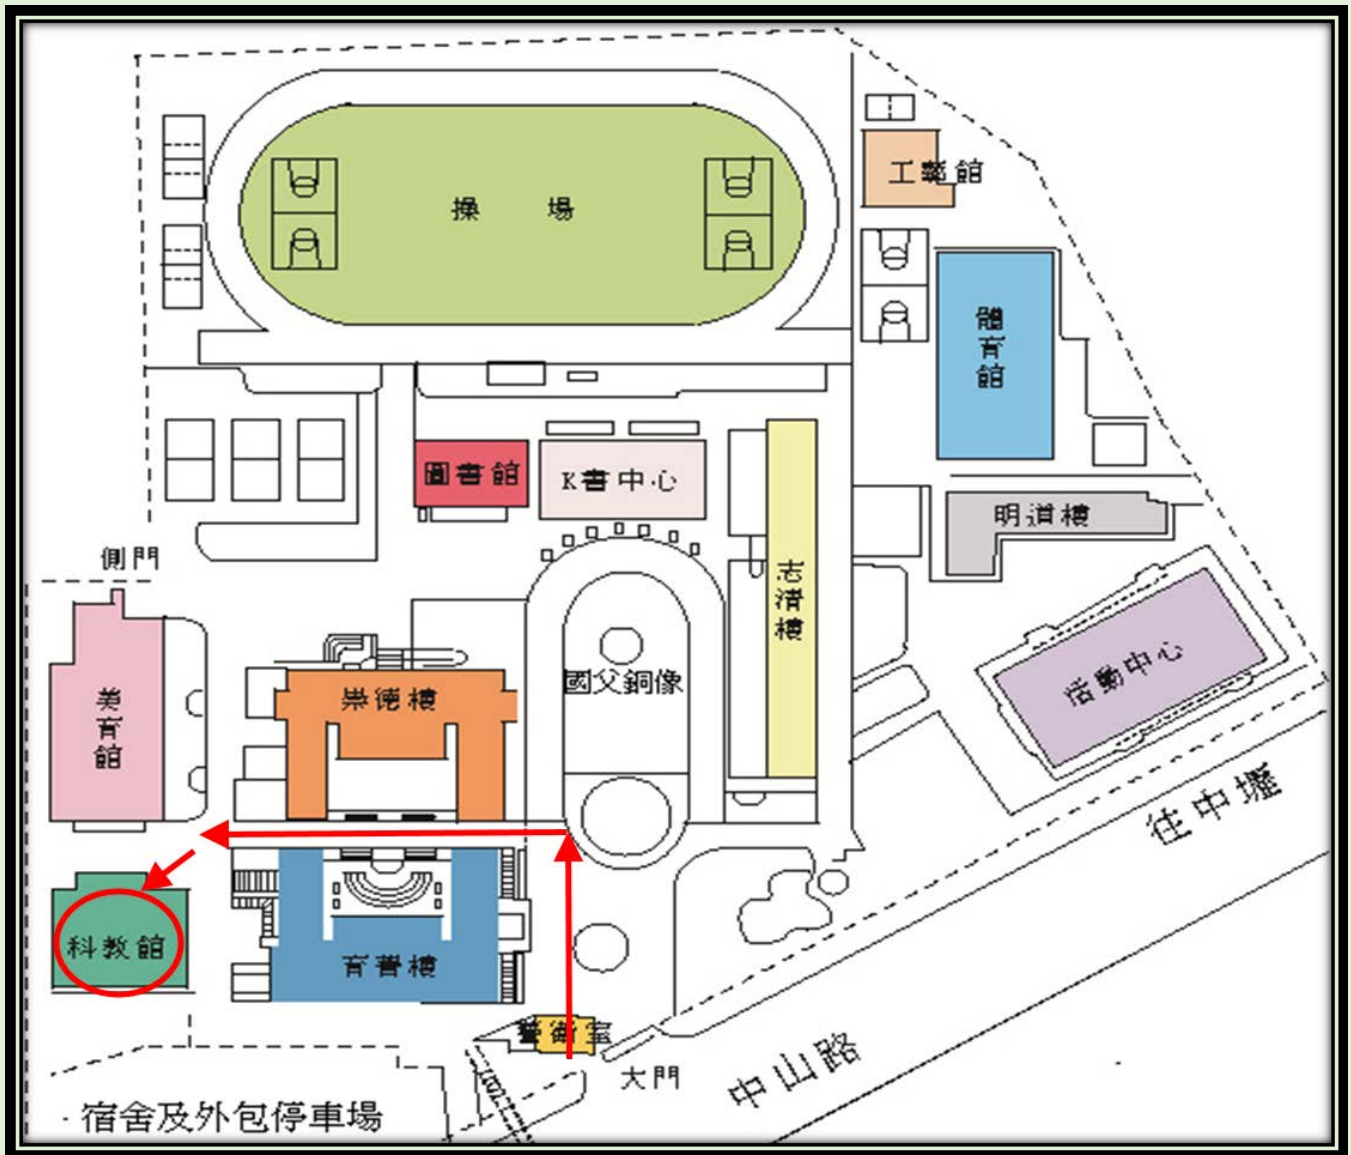 工藝館
操 場
體育館
圖書館
K書中心
明道樓
側門
志清樓
活動中心
國父銅像
崇德樓
美育館
往中壢
科教館
育菁樓
警衛室
大門
中山路
宿舍及外包停車場